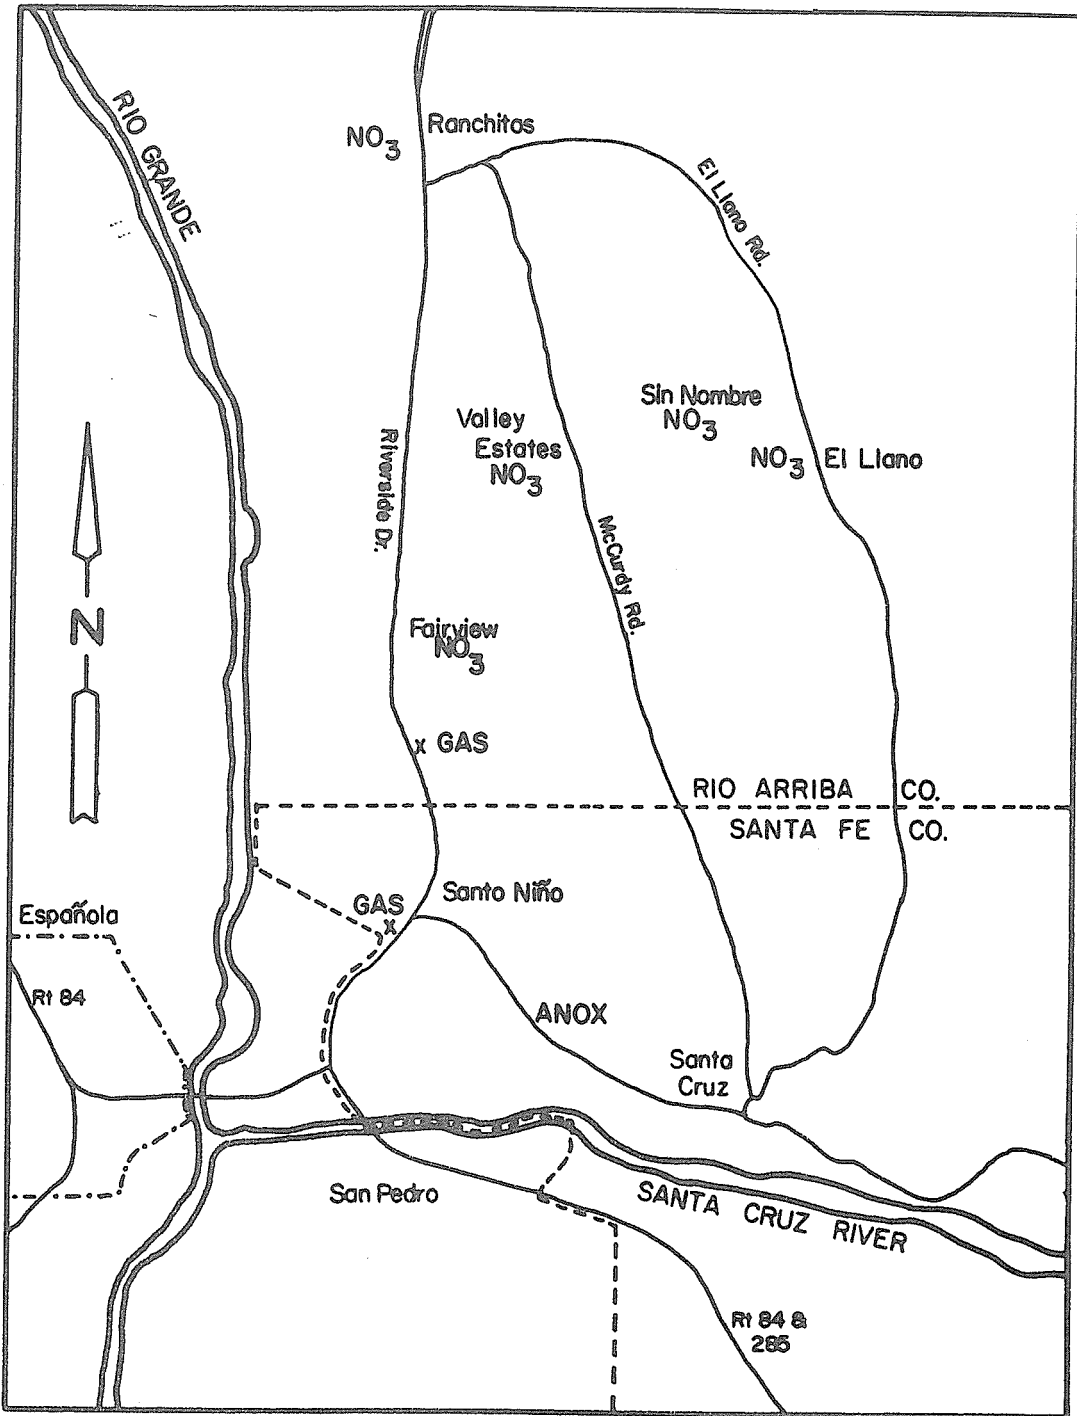 RIO GRANDE
NO3
Ranchitos
El Llano Rd.
Sin Nombre
NO3
Valley
Estates
NO3
NO3 El Llano
Riverside Dr.
McCurdy Rd.
N
Fairview
NO3
x GAS
RIO ARRIBA CO.
SANTA FE CO.
Santo Niño
GAS
x
Española
Rt 84
ANOX
Santa
Cruz
San Pedro
SANTA CRUZ RIVER
Rt 84 &
285